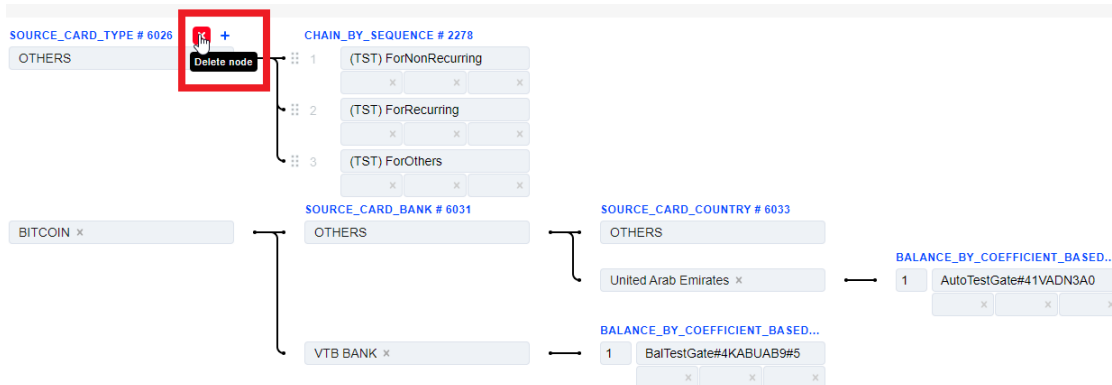 SOURCE_CARD_TYPE # 6026 × +
CHAIN_BY_SEQUENCE # 2278
OTHERS
Delete node
1 (TST) ForNonRecurring
× × ×
2 (TST) ForRecurring
× × ×
3 (TST) ForOthers
× × ×
SOURCE_CARD_BANK # 6031
SOURCE_CARD_COUNTRY # 6033
BITCOIN ×
OTHERS
OTHERS
BALANCE_BY_COEFFICIENT_BASED...
United Arab Emirates ×
1 AutoTestGate#41VADN3A0
× × ×
BALANCE_BY_COEFFICIENT_BASED...
VTB BANK ×
1 BalTestGate#4KABUAB9#5
× × ×